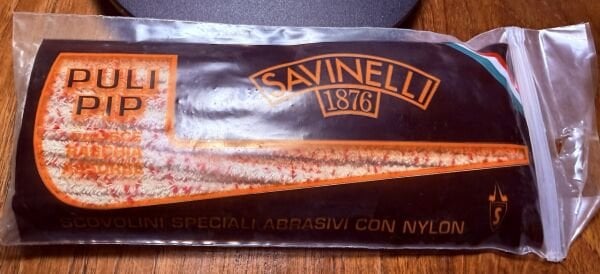 PULI
PIP
SAVINELLI
1876
SCOVOLINI SPECIALI ABRASIVI CON NYLON
S